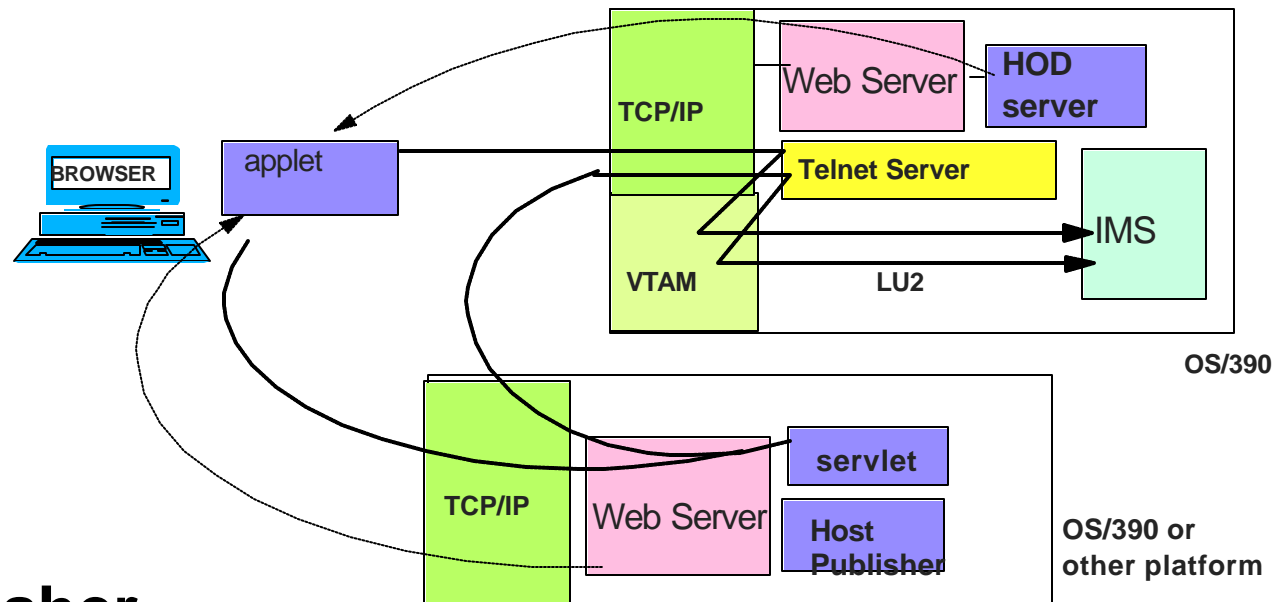 Web Server
HOD
server
TCP/IP
BROWSER
applet
Telnet Server
IMS
VTAM
LU2
OS/390
servlet
TCP/IP
Web Server
Host
Publisher
OS/390 or
other platform